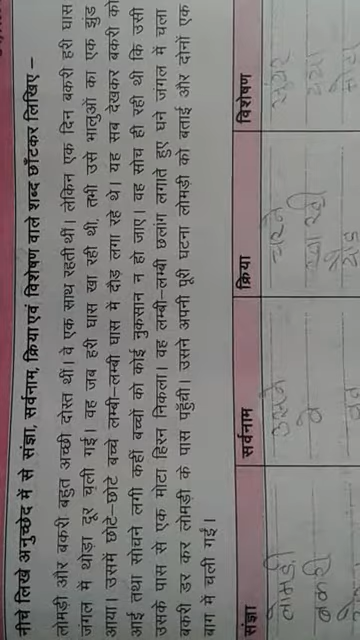 नीचे लिखे अनुच्छेद में से संज्ञा, सर्वनाम, क्रिया एवं विशेषण वाले शब्द छाँटकर लिखिए –
लोमड़ी और बकरी बहुत अच्छी दोस्त थीं। वे एक साथ रहती थीं। लेकिन एक दिन बकरी हरी घास
जंगल में थोड़ा दूर चली गई। वह जब हरी घास खा रही थी, तभी उसे भालुओं का एक झुंड
आया। उसमें छोटे–छोटे बच्चे लम्बी–लम्बी घास में दौड़ लगा रहे थे। यह सब देखकर बकरी को
आई तथा सोचने लगी कहीं बच्चों को कोई नुकसान न हो जाए। वह सोच ही रही थी कि उसी
उसके पास से एक मोटा हिरन निकला। वह लम्बी–लम्बी छलांग लगाते हुए घने जंगल में चला
बकरी डर कर लोमड़ी के पास पहुँची। उसने अपनी पूरी घटना लोमड़ी को बताई और दोनों एक
बाग में चली गईं।
संज्ञा सर्वनाम क्रिया विशेषण
लोमड़ी उसने चरने सुंदर
बकरी वे खा रही
दौड़ मोटा